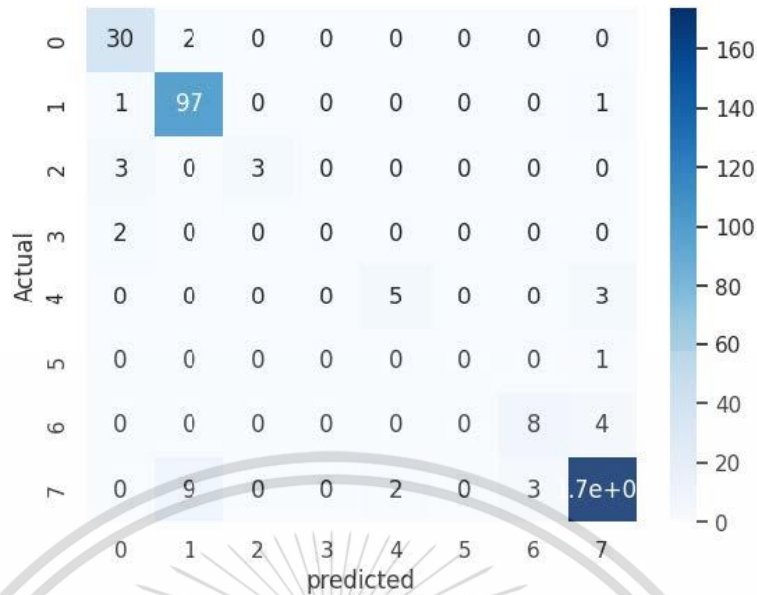 0 30 2 0 0 0 0 0 0
1 1 97 0 0 0 0 0 1
2 3 0 3 0 0 0 0 0
3 2 0 0 0 0 0 0 0
4 0 0 0 0 5 0 0 3
5 0 0 0 0 0 0 0 1
6 0 0 0 0 0 0 8 4
7 0 9 0 0 2 0 3 .7e+0
0 1 2 3 4 5 6 7
predicted
Actual
160
140
120
100
80
60
40
20
0